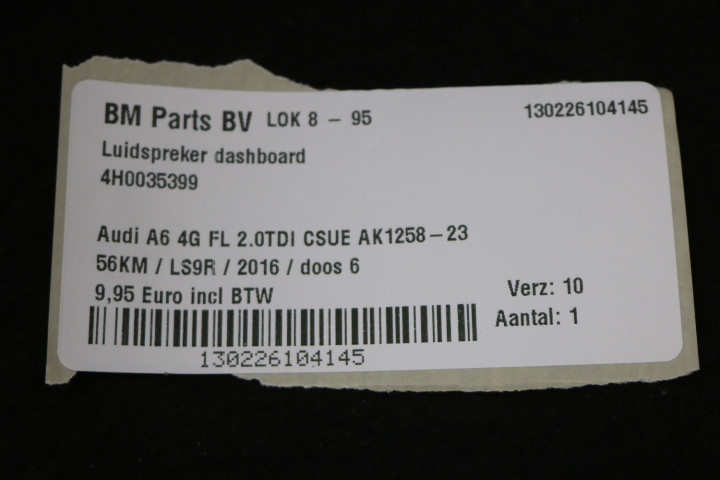 BM Parts BV LOK 8 - 95 130226104145
Luidspreker dashboard
4H0035399
Audi A6 4G FL 2.0TDI CSUE AK1258-23
56KM / LS9R / 2016 / doos 6
9,95 Euro incl BTW Verz: 10
Aantal: 1
130226104145